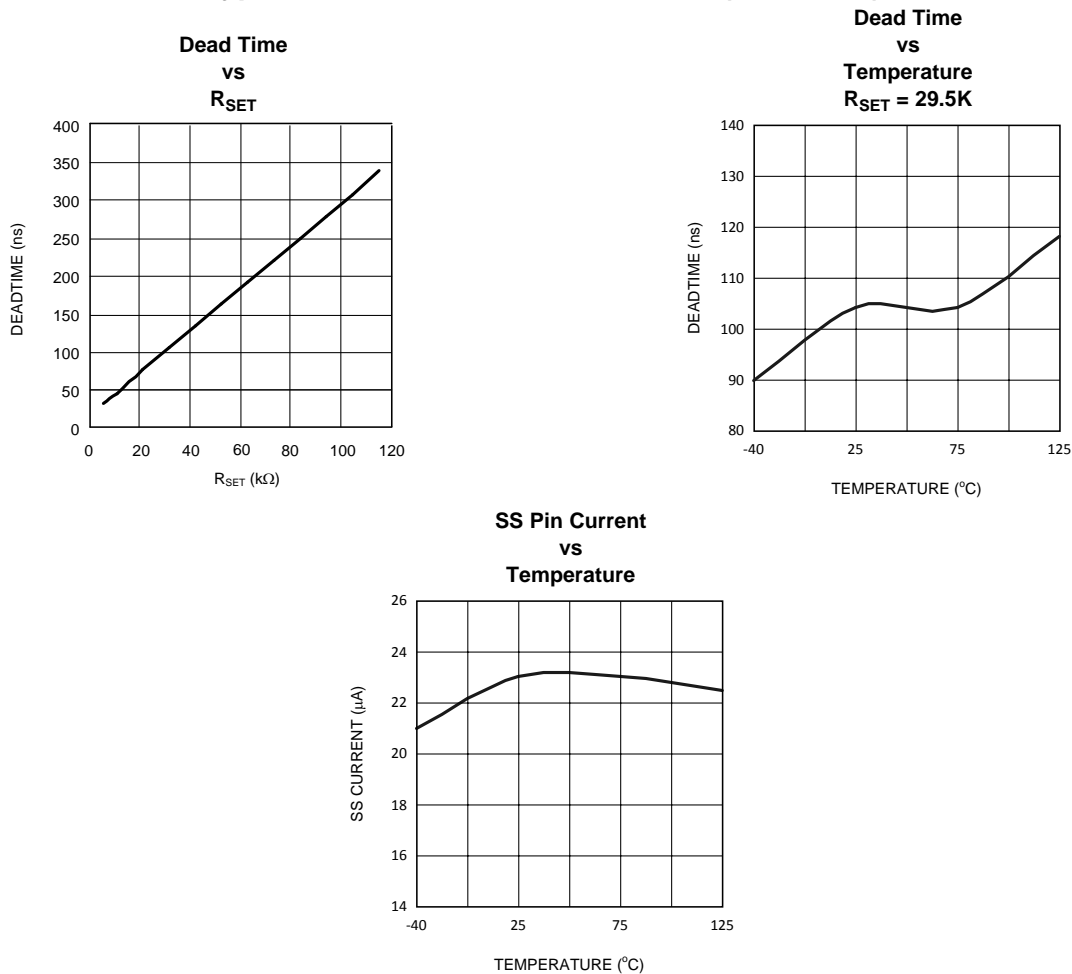 Dead Time
vs
R_SET
400
350
300
250
200
150
100
50
0
0 20 40 60 80 100 120
DEADTIME (ns)
R_SET (kΩ)
Dead Time
vs
Temperature
R_SET = 29.5K
140
130
120
110
100
90
80
-40 25 75 125
DEADTIME (ns)
TEMPERATURE (°C)
SS Pin Current
vs
Temperature
26
24
22
20
18
16
14
-40 25 75 125
SS CURRENT (µA)
TEMPERATURE (°C)